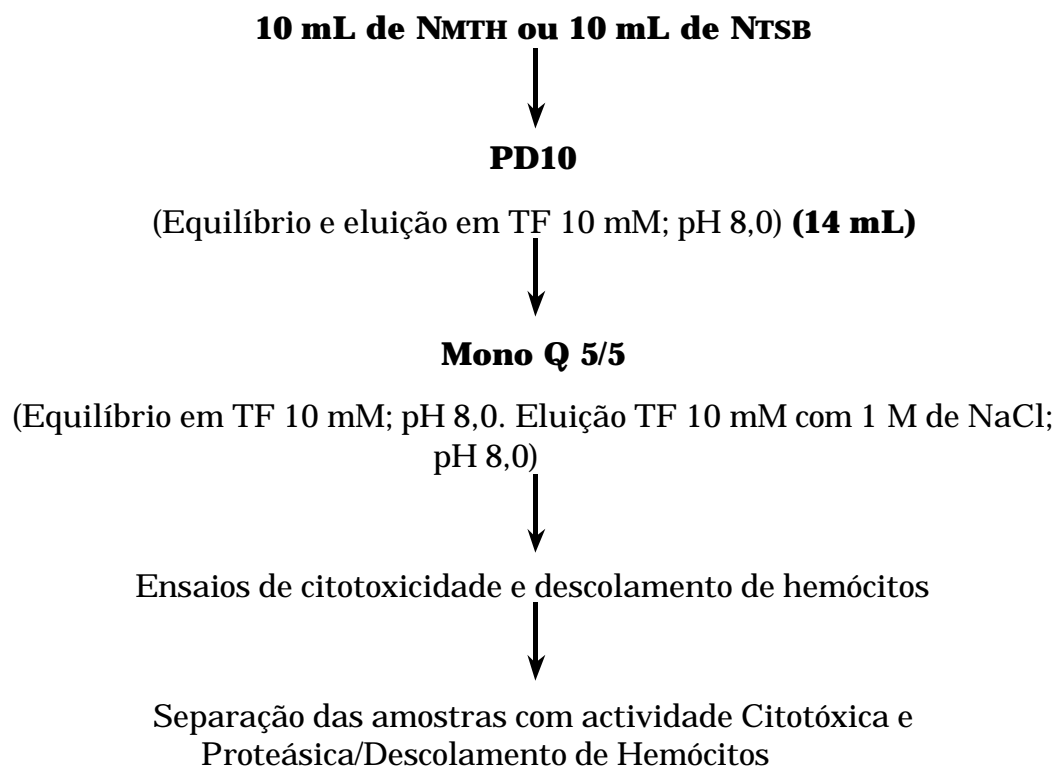 10 mL de NMTH ou 10 mL de NTSB
PD10
(Equilíbrio e eluição em TF 10 mM; pH 8,0) (14 mL)
Mono Q 5/5
(Equilíbrio em TF 10 mM; pH 8,0. Eluição TF 10 mM com 1 M de NaCl;
pH 8,0)
Ensaios de citotoxicidade e descolamento de hemócitos
Separação das amostras com actividade Citotóxica e
Proteásica/Descolamento de Hemócitos